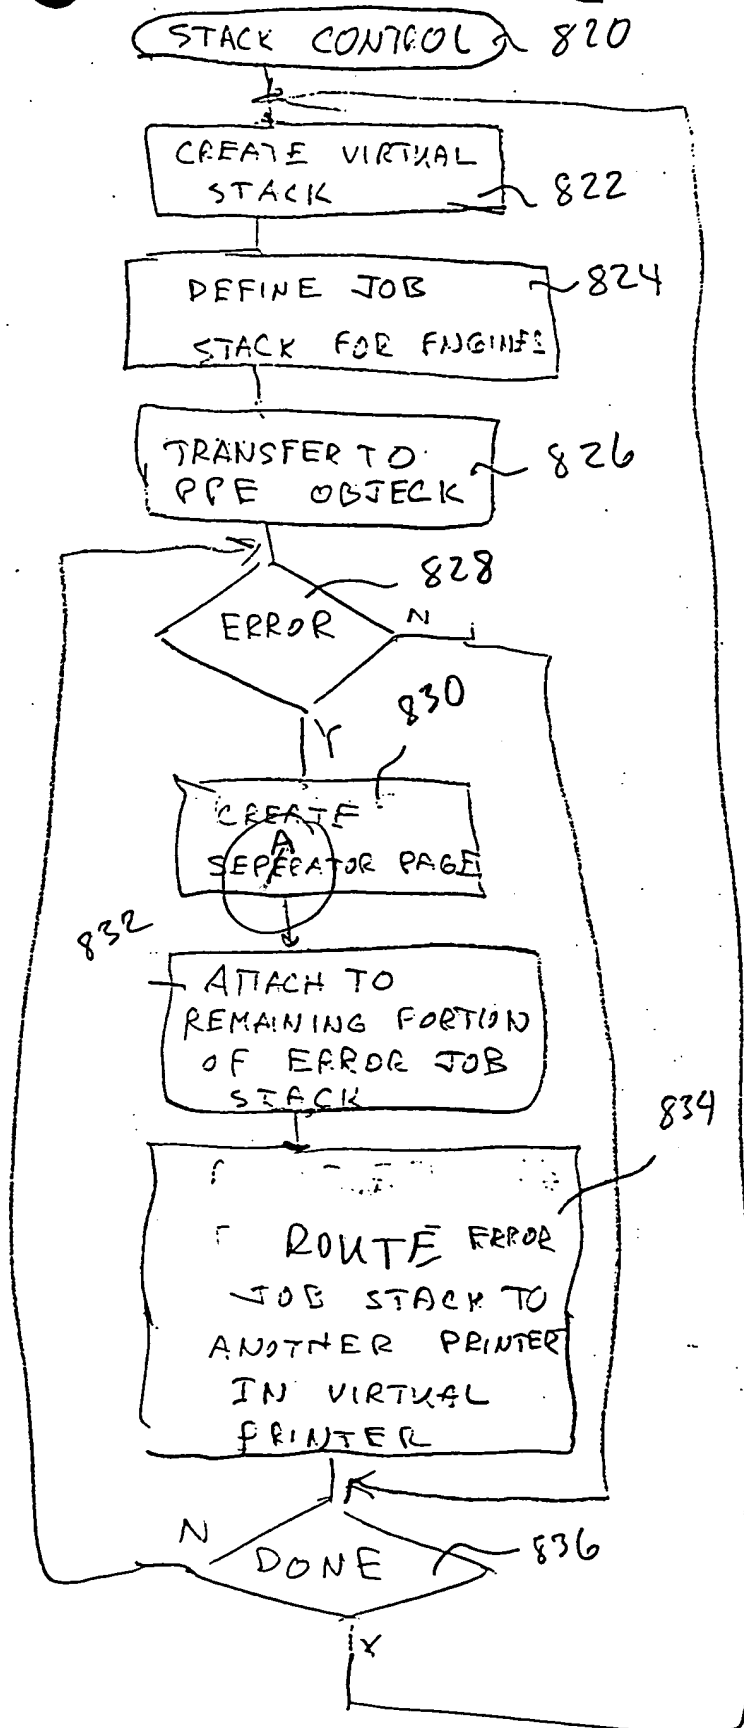 STACK CONTROL 820
CREATE VIRTUAL
STACK 822
DEFINE JOB 824
STACK FOR ENGINES
TRANSFER TO 826
PPE OBJECK
828
ERROR N
Y
830
CREATE
A
SEPERATOR PAGE
832
ATTACH TO
REMAINING PORTION
OF ERROR JOB
STACK
834
ROUTE ERROR
JOB STACK TO
ANOTHER PRINTER
IN VIRTUAL
PRINTER
N
DONE 836
Y